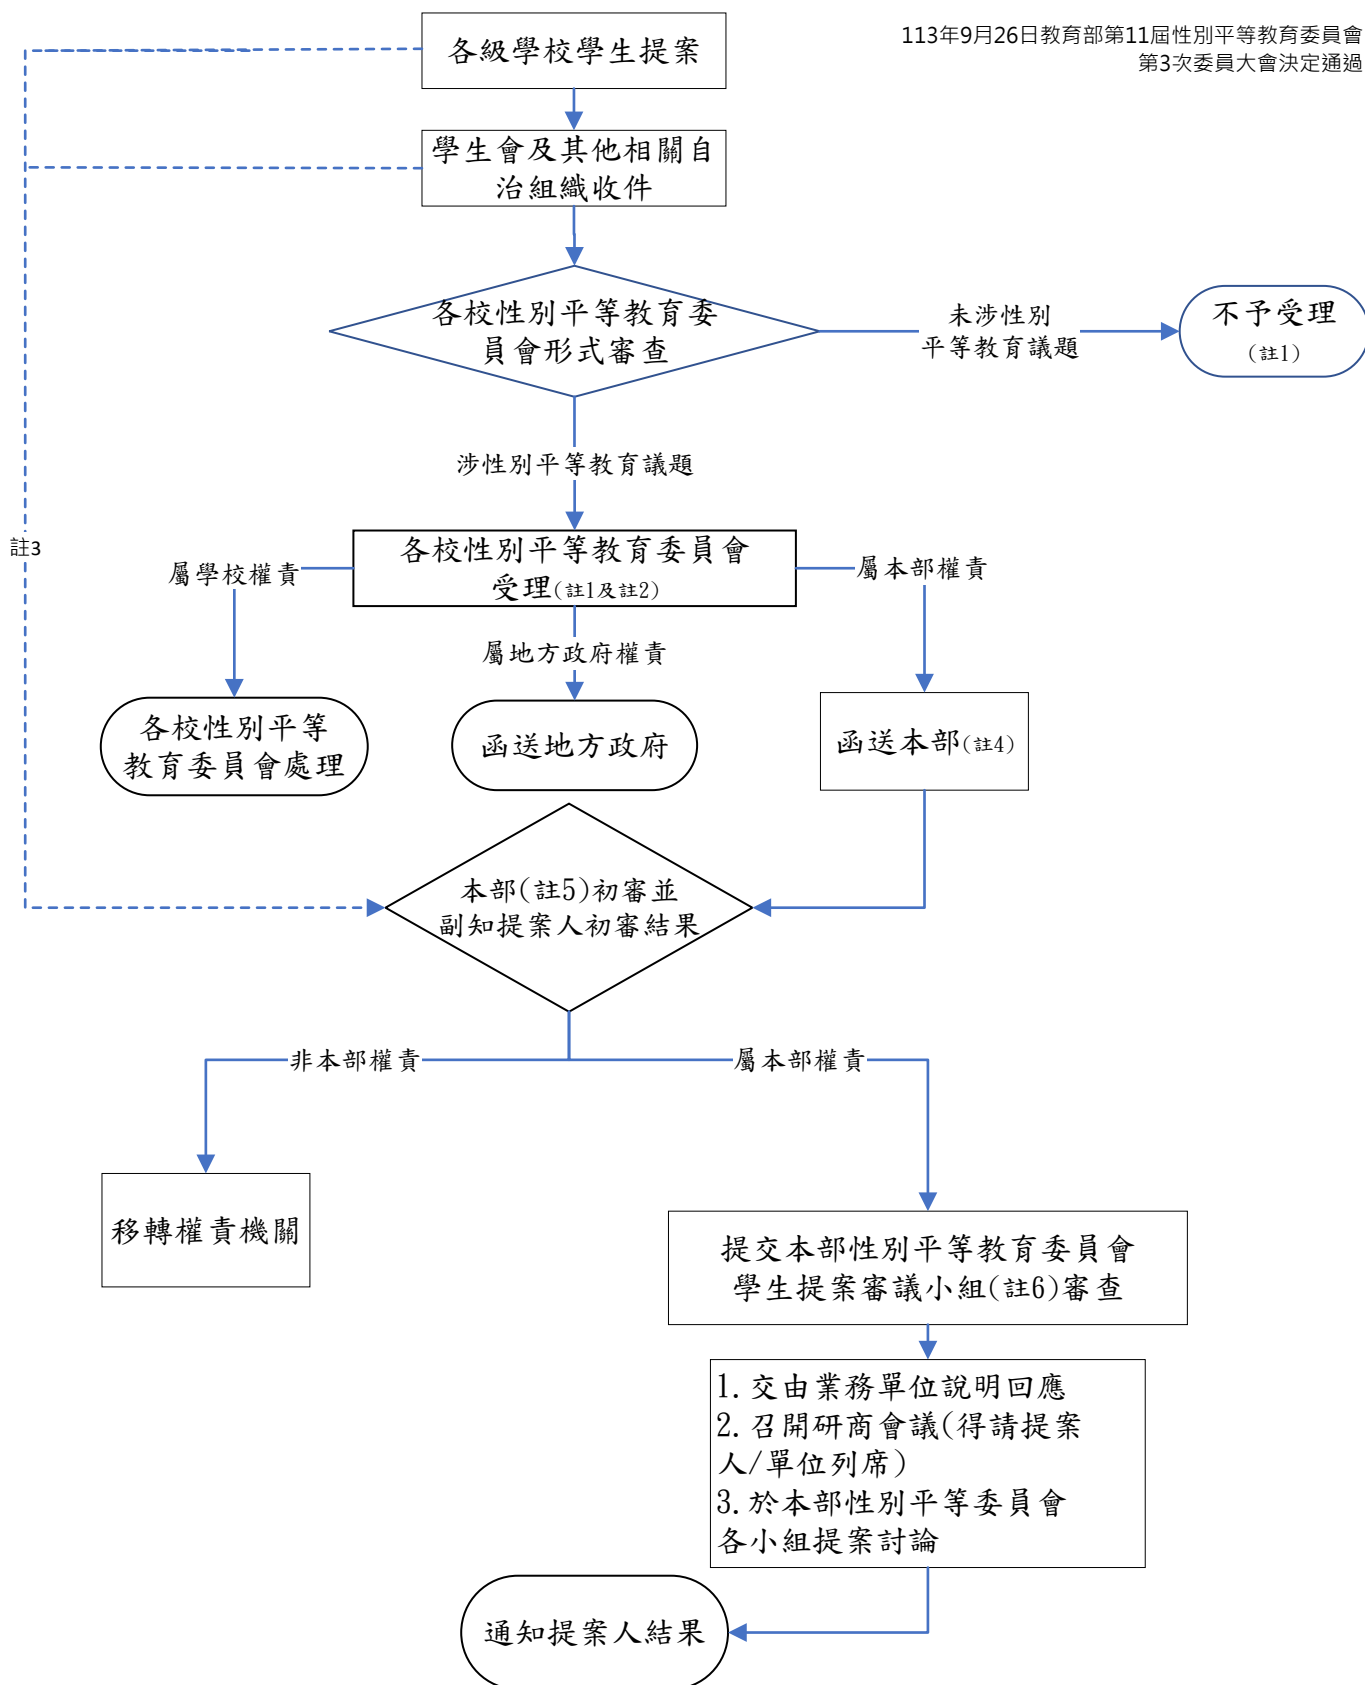 113年9月26日教育部第11屆性別平等教育委員會
第3次委員大會決定通過
各級學校學生提案
學生會及其他相關自
治組織收件
各校性別平等教育委
員會形式審查
未涉性別
平等教育議題
不予受理
(註1)
涉性別平等教育議題
註3
各校性別平等教育委員會
受理(註1及註2)
屬學校權責
屬地方政府權責
屬本部權責
各校性別平等
教育委員會處理
函送地方政府
函送本部(註4)
本部(註5)初審並
副知提案人初審結果
非本部權責
屬本部權責
移轉權責機關
提交本部性別平等教育委員會
學生提案審議小組(註6)審查
1.交由業務單位說明回應
2.召開研商會議(得請提案
人/單位列席)
3.於本部性別平等委員會
各小組提案討論
通知提案人結果